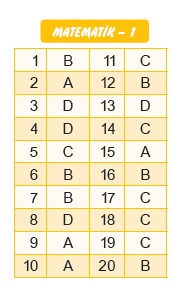 MATEMATİK – 1
1 B 11 C
2 A 12 B
3 D 13 D
4 D 14 C
5 C 15 A
6 B 16 B
7 B 17 C
8 D 18 C
9 A 19 C
10 A 20 B